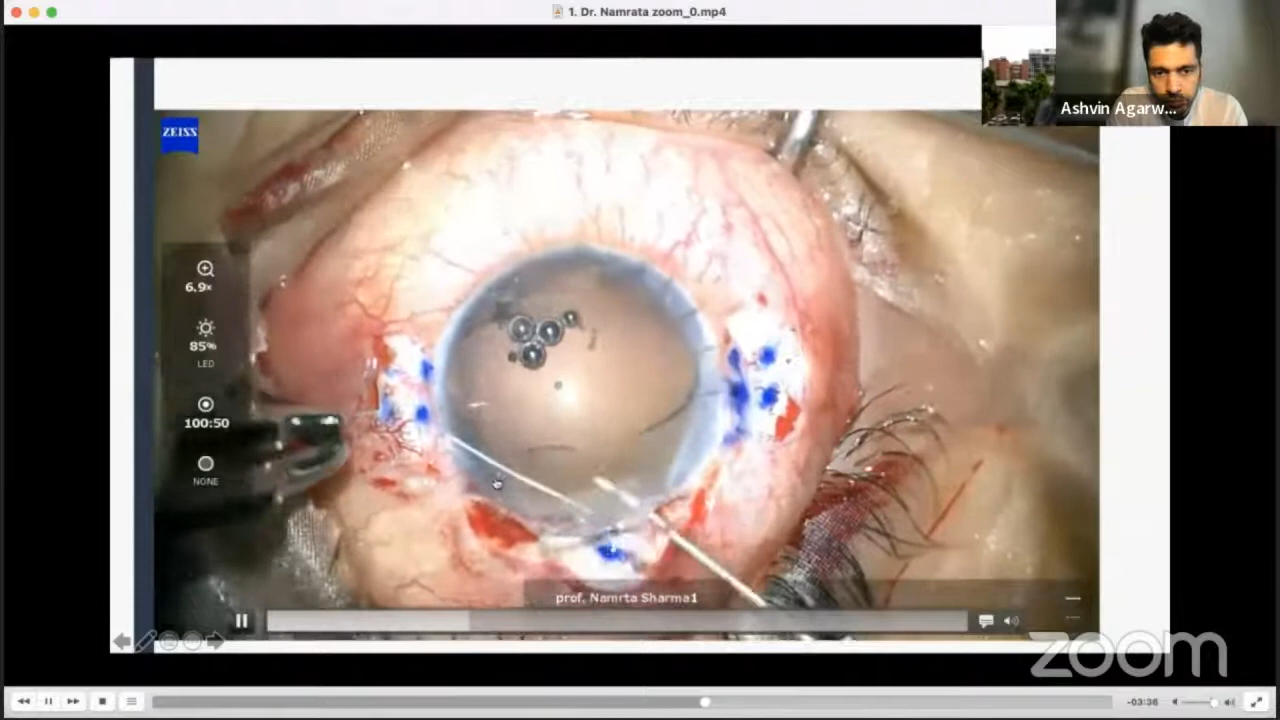 1. Dr. Namrata zoom_0.mp4
Ashvin Agarw...
ZEISS
6.9×
85%
LED
100:50
NONE
prof. Namrta Sharma1
zoom
-03:36